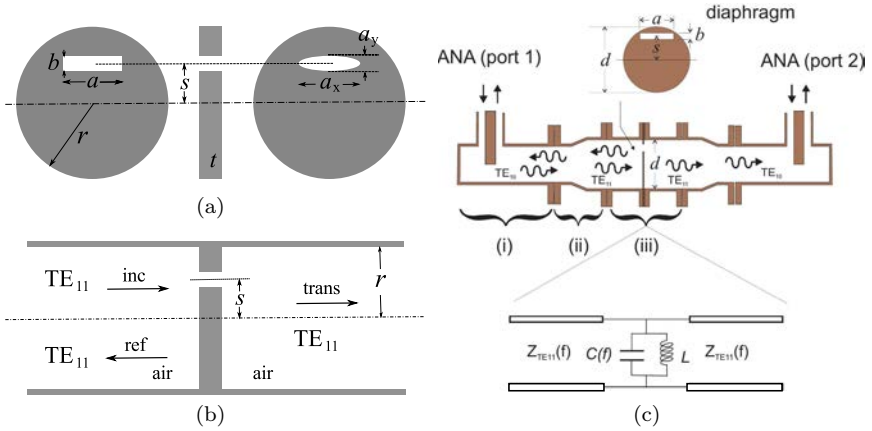 b
a
s
r
t
a_y
a_x
(a)
TE₁₁
inc
trans
r
s
TE₁₁
ref
TE₁₁
air
air
(b)
diaphragm
a
b
s
d
ANA (port 1)
ANA (port 2)
d
TE₁₁
TE₁₁
TE₁₁
TE₁₁
(i)
(ii)
(iii)
Z_TE11(f)
C(f)
L
Z_TE11(f)
(c)